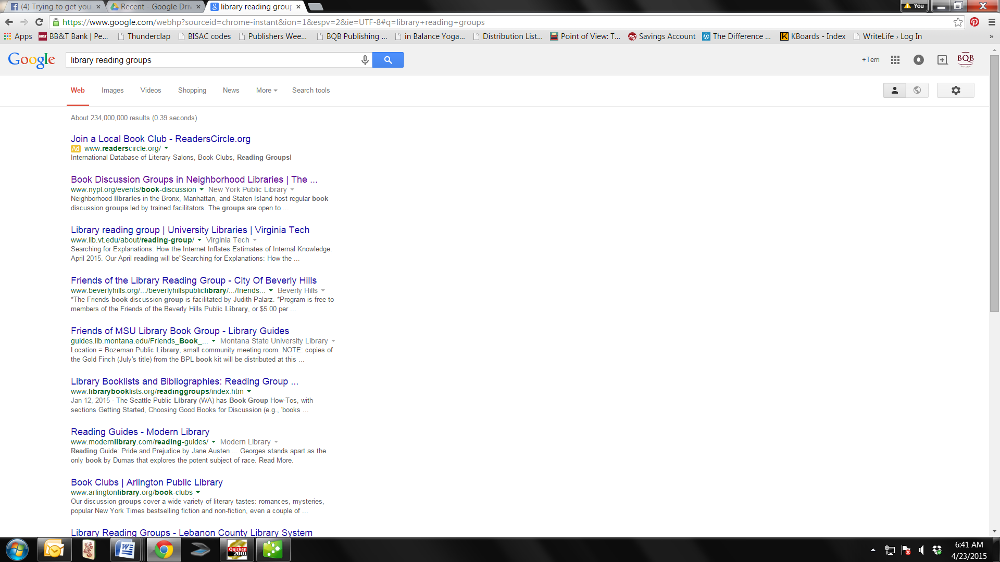 (4) Trying to get your
Recent - Google Driv
library reading group
You
https://www.google.com/webhp?sourceid=chrome-instant&ion=1&espv=2&ie=UTF-8#q=library+reading+groups
Apps
BB&T Bank | Pe...
Thunderclap
BISAC codes
Publishers Wee...
BQB Publishing ...
in Balance Yoga...
Distribution List...
Point of View: T...
Savings Account
The Difference ...
KBoards - Index
WriteLife › Log In
»
Google
library reading groups
+Terri
BQB
Web
Images
Videos
Shopping
News
More
Search tools
About 234,000,000 results (0.39 seconds)
Join a Local Book Club - ReadersCircle.org
Ad www.readerscircle.org/
International Database of Literary Salons, Book Clubs, Reading Groups!
Book Discussion Groups in Neighborhood Libraries | The ...
www.nypl.org/events/book-discussion New York Public Library
Neighborhood libraries in the Bronx, Manhattan, and Staten Island host regular book
discussion groups led by trained facilitators. The groups are open to ...
Library reading group | University Libraries | Virginia Tech
www.lib.vt.edu/about/reading-group/ Virginia Tech
Searching for Explanations: How the Internet Inflates Estimates of Internal Knowledge.
April 2015. Our April reading will be"Searching for Explanations: How the ...
Friends of the Library Reading Group - City Of Beverly Hills
www.beverlyhills.org/.../beverlyhillspubliclibrary/.../friends... Beverly Hills
*The Friends book discussion group is facilitated by Judith Palarz. *Program is free to
members of the Friends of the Beverly Hills Public Library, or $5.00 per ...
Friends of MSU Library Book Group - Library Guides
guides.lib.montana.edu/Friends_Book_... Montana State University Library
Location = Bozeman Public Library, small community meeting room. NOTE: copies of
the Gold Finch (July's title) from the BPL book kit will be distributed at this ...
Library Booklists and Bibliographies: Reading Group ...
www.librarybooklists.org/readinggroups/index.htm
Jan 12, 2015 - The Seattle Public Library (WA) has Book Group How-Tos, with
sections Getting Started, Choosing Good Books for Discussion (e.g., 'books ...
Reading Guides - Modern Library
www.modernlibrary.com/reading-guides/ Modern Library
Reading Guide: Pride and Prejudice by Jane Austen ... Georges stands apart as the
only book by Dumas that explores the potent subject of race. Read More.
Book Clubs | Arlington Public Library
www.arlingtonlibrary.org/book-clubs
Our discussion groups cover a wide variety of literary tastes: romances, mysteries,
popular New York Times bestselling fiction and non-fiction, even a couple of ...
Library Reading Groups - Lebanon County Library System
Quicken
2001
6:41 AM
4/23/2015